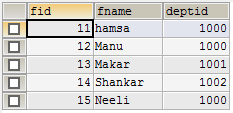 fid fname deptid
11 hamsa 1000
12 Manu 1000
13 Makar 1001
14 Shankar 1002
15 Neeli 1000